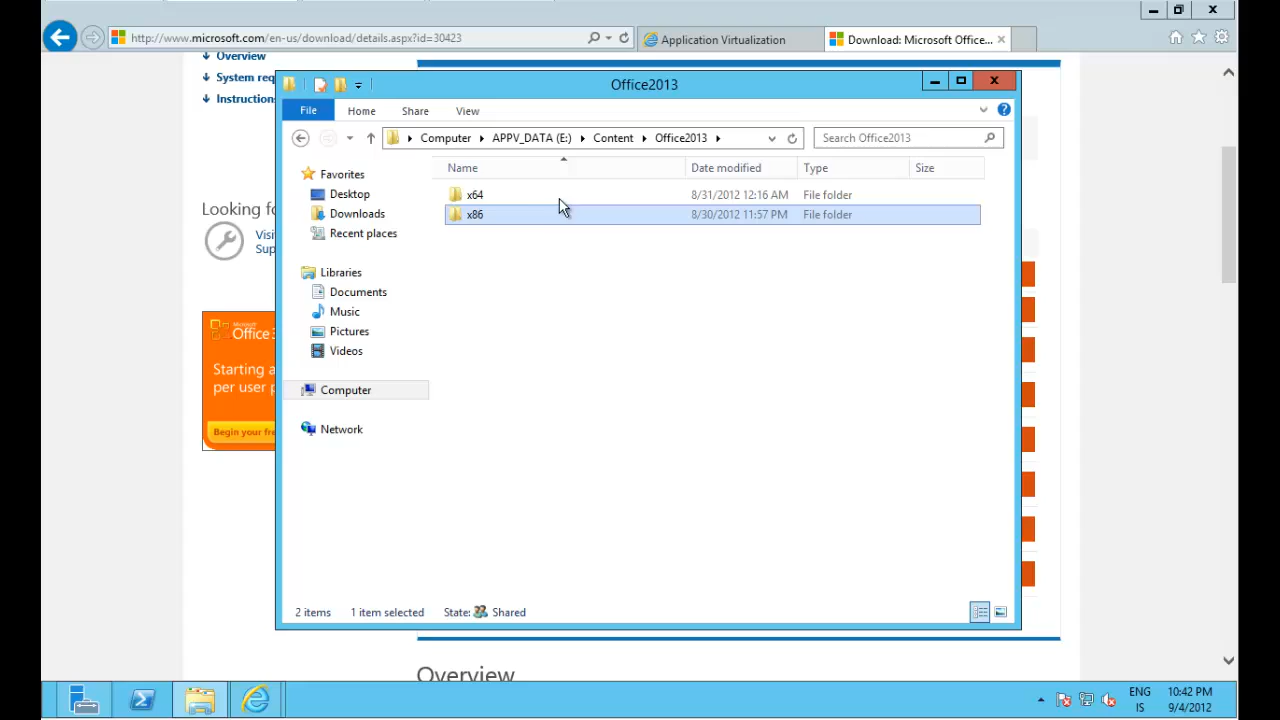 http://www.microsoft.com/en-us/download/details.aspx?id=30423
Application Virtualization
Download: Microsoft Office...
Overview
System req
Instructions
Office2013
File
Home
Share
View
Computer
APPV_DATA (E:)
Content
Office2013
Search Office2013
Name
Date modified
Type
Size
Favorites
Desktop
Downloads
Recent places
Libraries
Documents
Music
Pictures
Videos
Computer
Network
x64
8/31/2012 12:16 AM
File folder
x86
8/30/2012 11:57 PM
File folder
Looking fo
Visi
Sup
Microsoft
Office 3
Starting a
per user p
Begin your fre
2 items
1 item selected
State:
Shared
Overview
ENG
IS
10:42 PM
9/4/2012